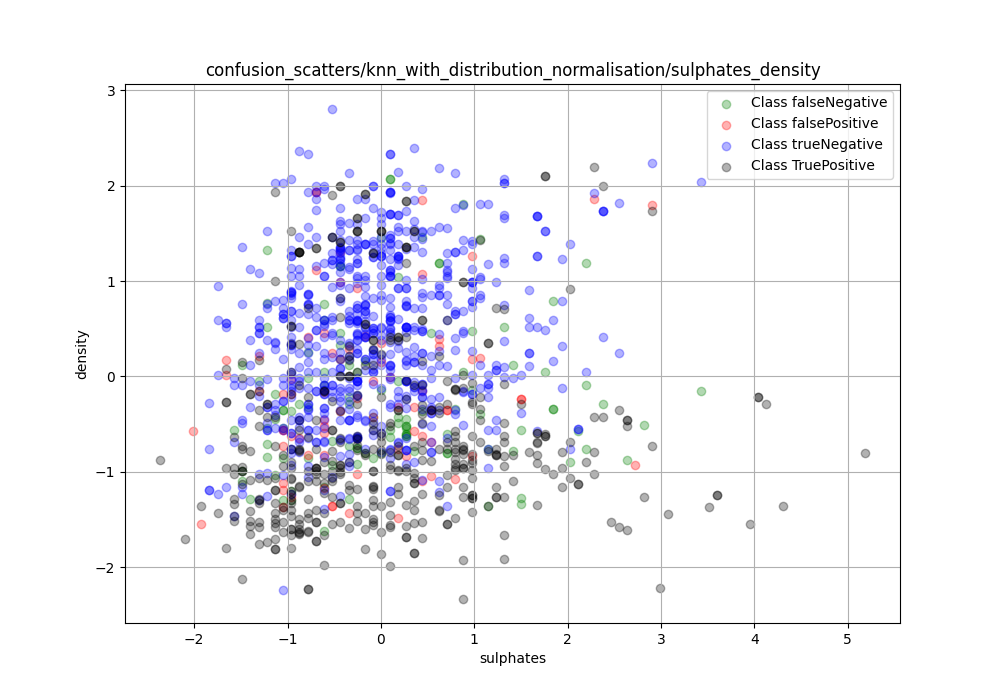 confusion_scatters/knn_with_distribution_normalisation/sulphates_density
Class falseNegative
Class falsePositive
Class trueNegative
Class TruePositive
3
2
1
0
−1
−2
density
−2 −1 0 1 2 3 4 5
sulphates